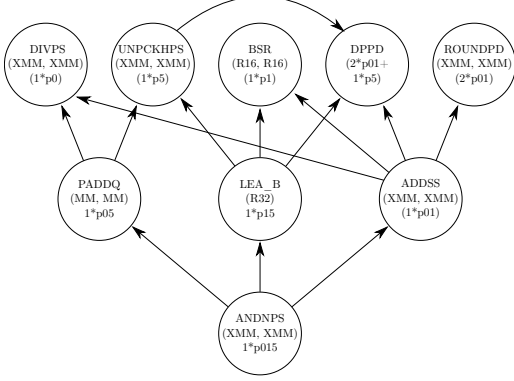 DIVPS
(XMM, XMM)
(1*p0)
UNPCKHPS
(XMM, XMM)
(1*p5)
BSR
(R16, R16)
(1*p1)
DPPD
(2*p01+
1*p5)
ROUNDPD
(XMM, XMM)
(2*p01)
PADDQ
(MM, MM)
1*p05
LEA_B
(R32)
1*p15
ADDSS
(XMM, XMM)
(1*p01)
ANDNPS
(XMM, XMM)
1*p015